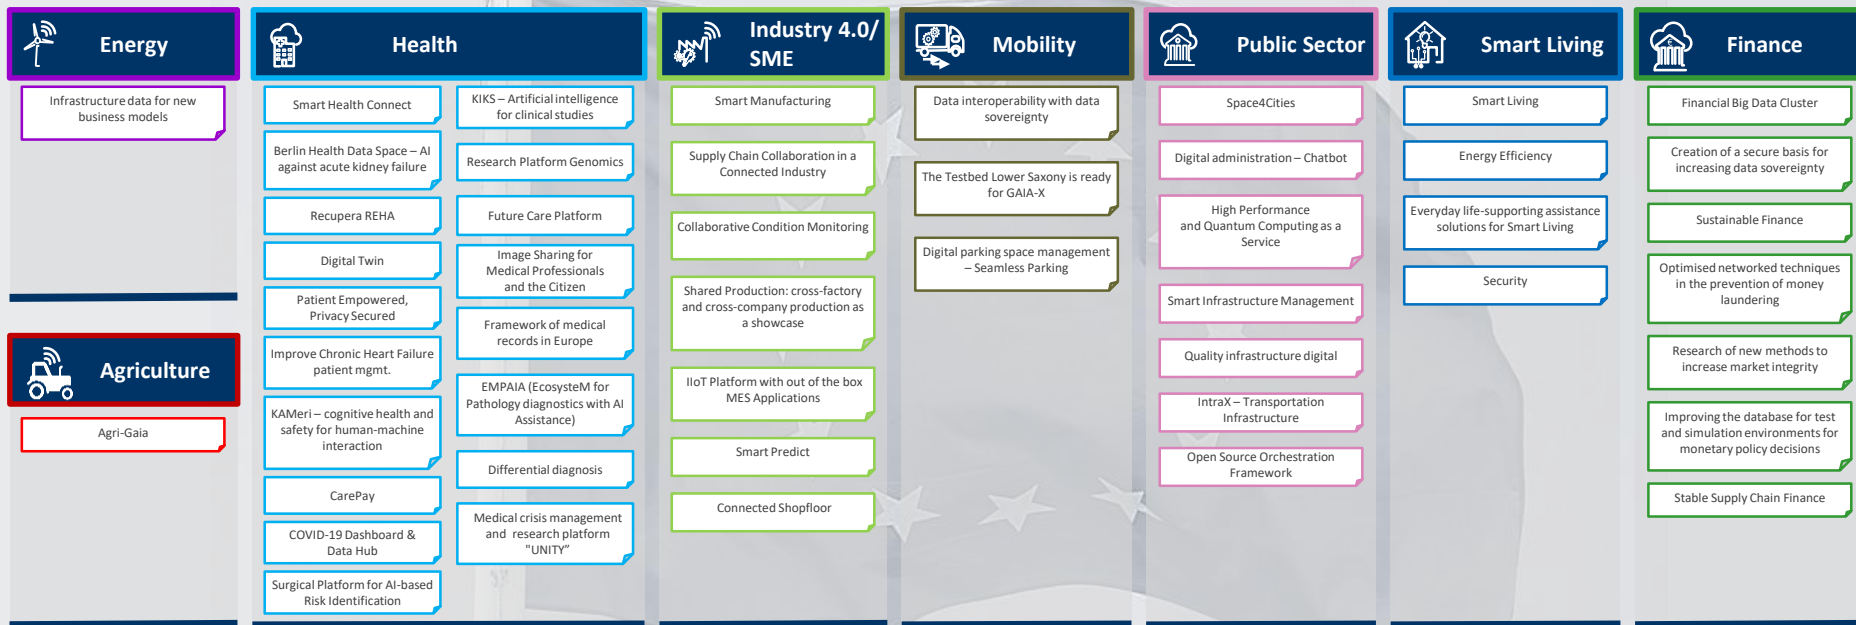 Energy
Infrastructure data for new
business models
Agriculture
Agri-Gaia
Health
Smart Health Connect
Berlin Health Data Space – AI
against acute kidney failure
Recupera REHA
Digital Twin
Patient Empowered,
Privacy Secured
Improve Chronic Heart Failure
patient mgmt.
KAMeri – cognitive health and
safety for human-machine
interaction
CarePay
COVID-19 Dashboard &
Data Hub
Surgical Platform for AI-based
Risk Identification
KIKS – Artificial intelligence
for clinical studies
Research Platform Genomics
Future Care Platform
Image Sharing for
Medical Professionals
and the Citizen
Framework of medical
records in Europe
EMPAIA (EcosysteM for
Pathology diagnostics with AI
Assistance)
Differential diagnosis
Medical crisis management
and research platform
"UNITY”
Industry 4.0/
SME
Smart Manufacturing
Supply Chain Collaboration in a
Connected Industry
Collaborative Condition Monitoring
Shared Production: cross-factory
and cross-company production as
a showcase
IIoT Platform with out of the box
MES Applications
Smart Predict
Connected Shopfloor
Mobility
Data interoperability with data
sovereignty
The Testbed Lower Saxony is ready
for GAIA-X
Digital parking space management
– Seamless Parking
Public Sector
Space4Cities
Digital administration – Chatbot
High Performance
and Quantum Computing as a
Service
Smart Infrastructure Management
Quality infrastructure digital
IntraX – Transportation
Infrastructure
Open Source Orchestration
Framework
Smart Living
Smart Living
Energy Efficiency
Everyday life-supporting assistance
solutions for Smart Living
Security
Finance
Financial Big Data Cluster
Creation of a secure basis for
increasing data sovereignty
Sustainable Finance
Optimised networked techniques
in the prevention of money
laundering
Research of new methods to
increase market integrity
Improving the database for test
and simulation environments for
monetary policy decisions
Stable Supply Chain Finance